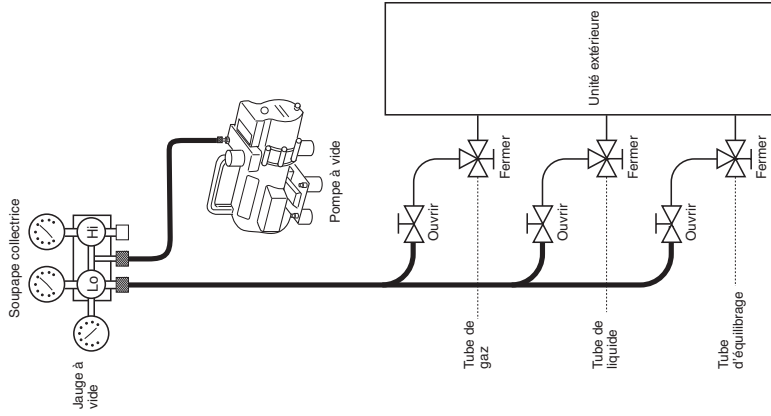 Soupape collectrice
Jauge à
vide
Lo
Hi
Pompe à vide
Unité extérieure
Ouvrir
Fermer
Ouvrir
Fermer
Ouvrir
Fermer
Tube de
gaz
Tube de
liquide
Tube
d'équilibrage